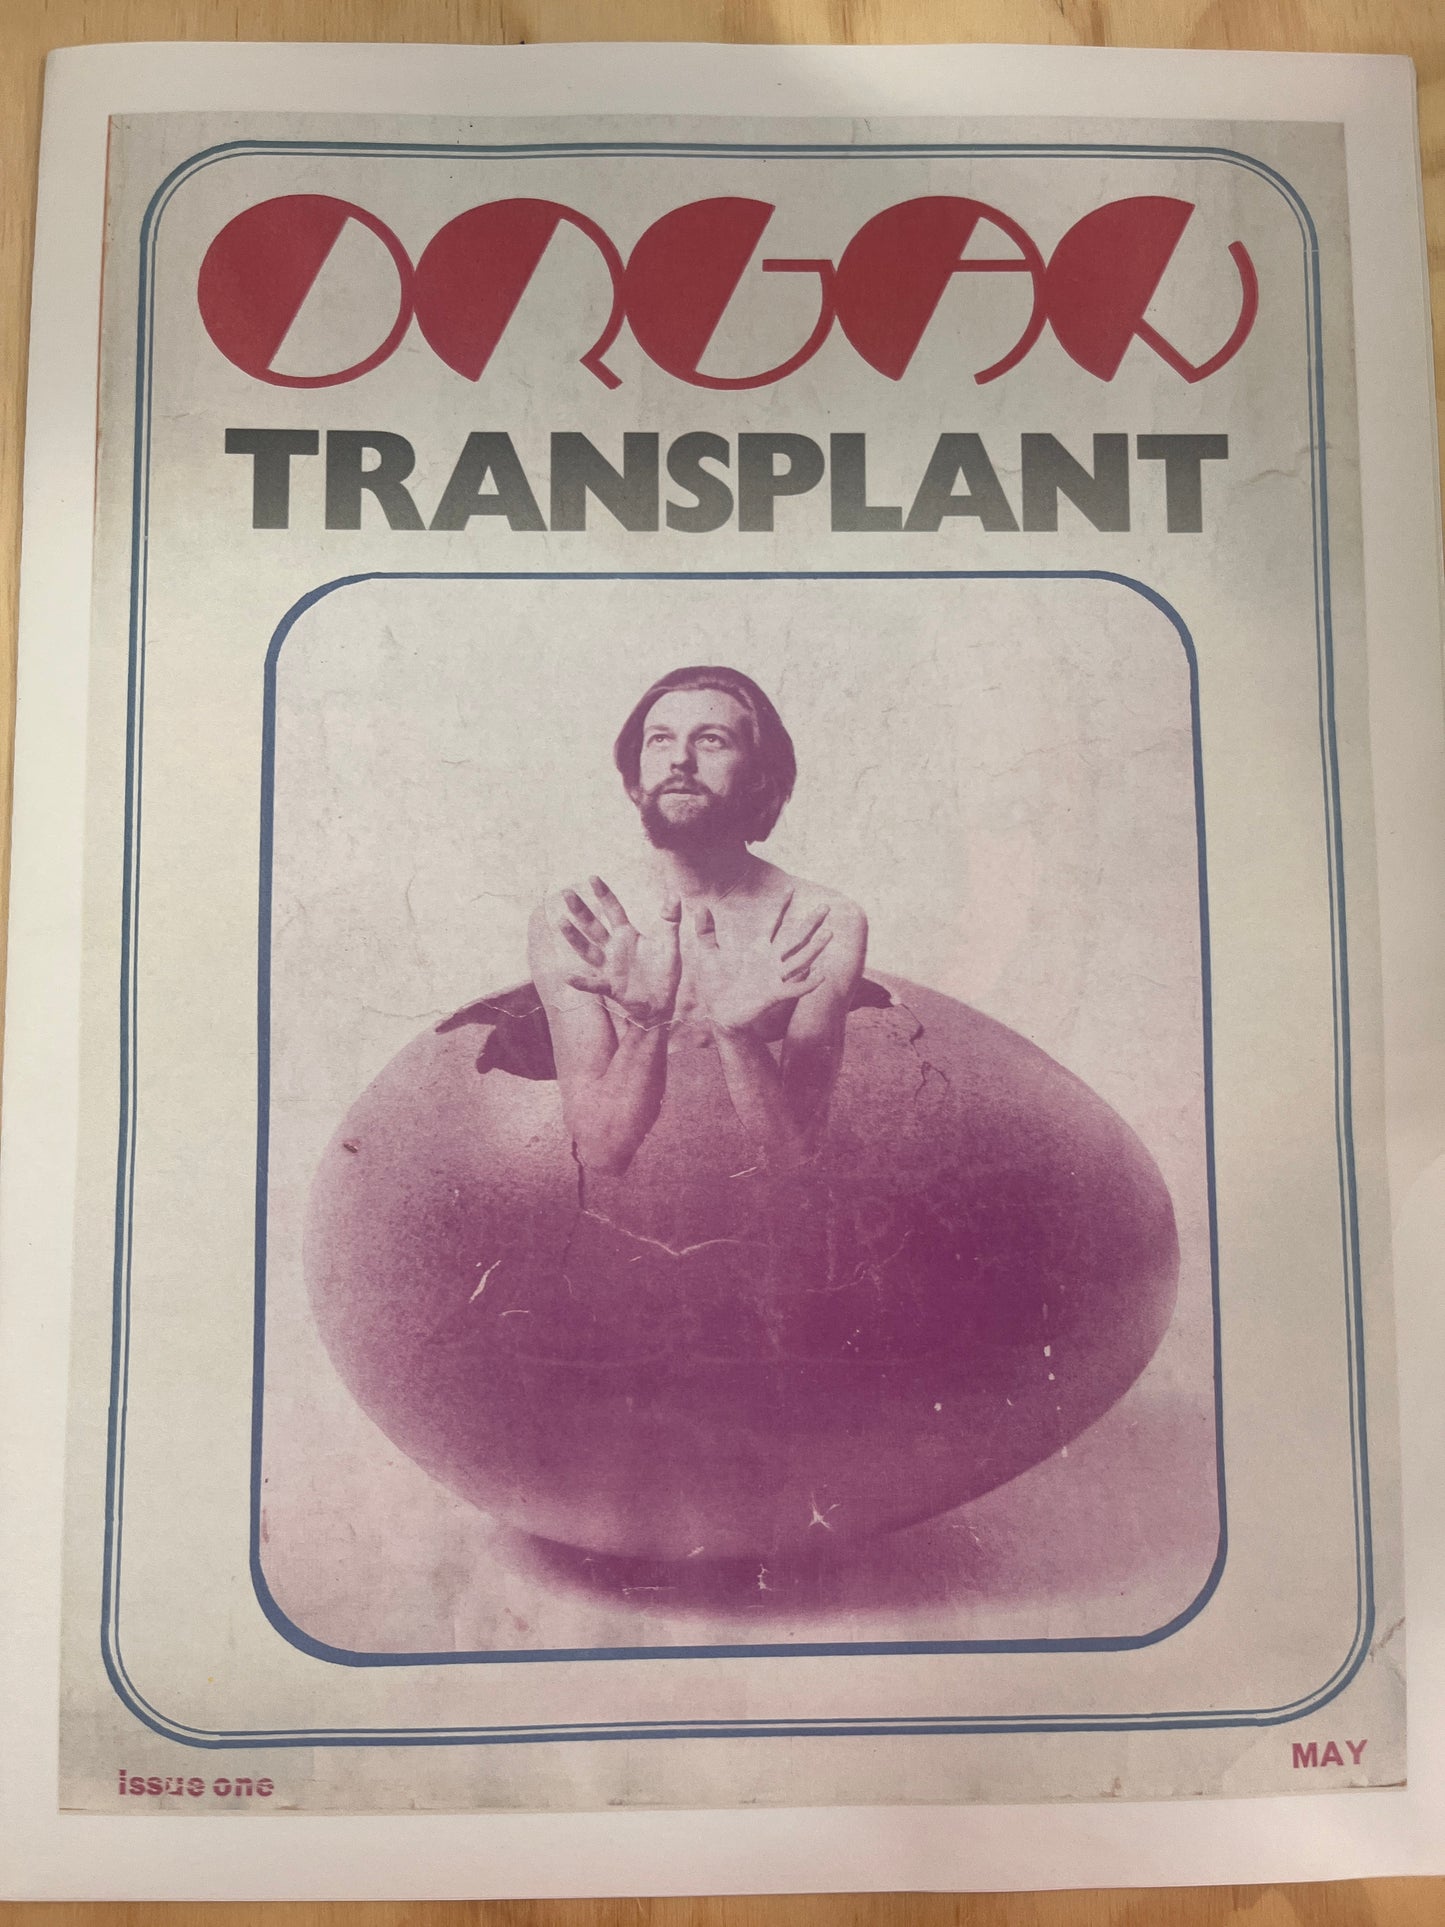 ORGAN
TRANSPLANT
issue one
MAY